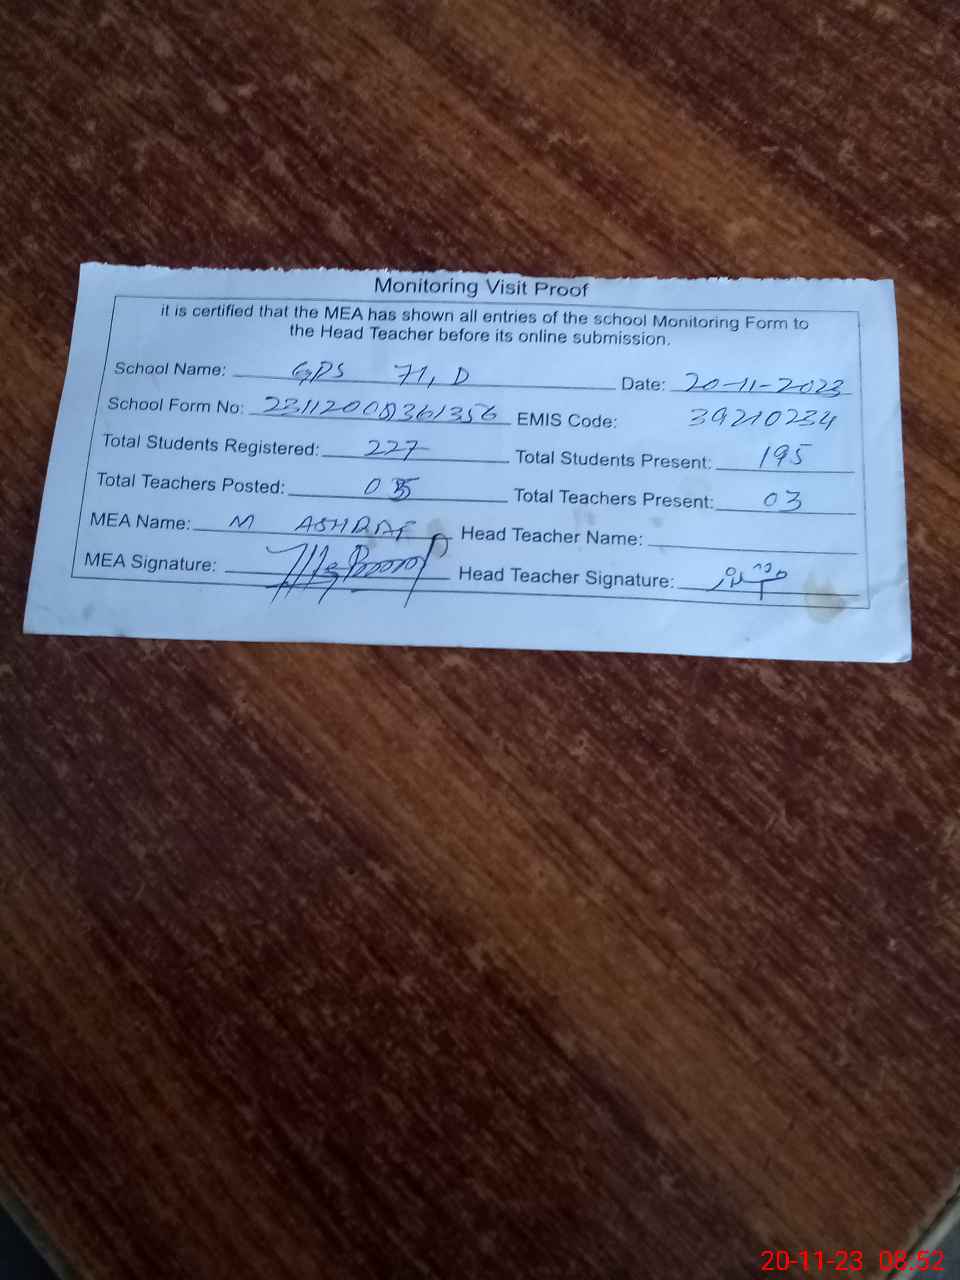 Monitoring Visit Proof
it is certified that the MEA has shown all entries of the school Monitoring Form to
the Head Teacher before its online submission.
School Name: GPS 71, D Date: 20-11-2023
School Form No: 23112008361356 EMIS Code: 39210234
Total Students Registered: 227 Total Students Present: 195
Total Teachers Posted: 05 Total Teachers Present: 03
MEA Name: M ASHRAF Head Teacher Name:
MEA Signature: Head Teacher Signature:
20-11-23 08:52